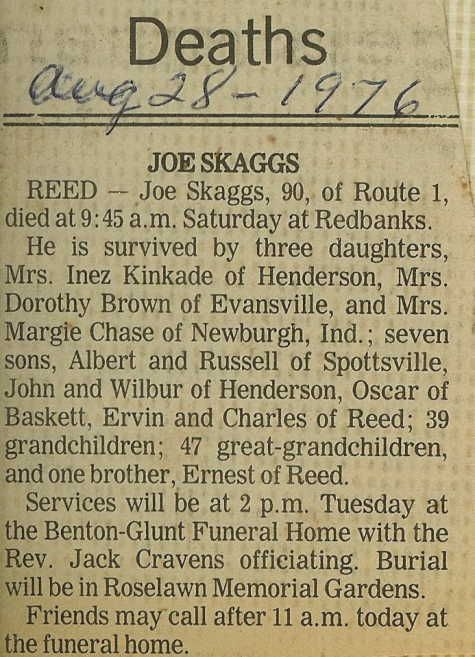 Deaths
Aug 28 - 1976
JOE SKAGGS
REED — Joe Skaggs, 90, of Route 1,
died at 9:45 a.m. Saturday at Redbanks.
He is survived by three daughters,
Mrs. Inez Kinkade of Henderson, Mrs.
Dorothy Brown of Evansville, and Mrs.
Margie Chase of Newburgh, Ind.; seven
sons, Albert and Russell of Spottsville,
John and Wilbur of Henderson, Oscar of
Baskett, Ervin and Charles of Reed; 39
grandchildren; 47 great-grandchildren,
and one brother, Ernest of Reed.
Services will be at 2 p.m. Tuesday at
the Benton-Glunt Funeral Home with the
Rev. Jack Cravens officiating. Burial
will be in Roselawn Memorial Gardens.
Friends may call after 11 a.m. today at
the funeral home.